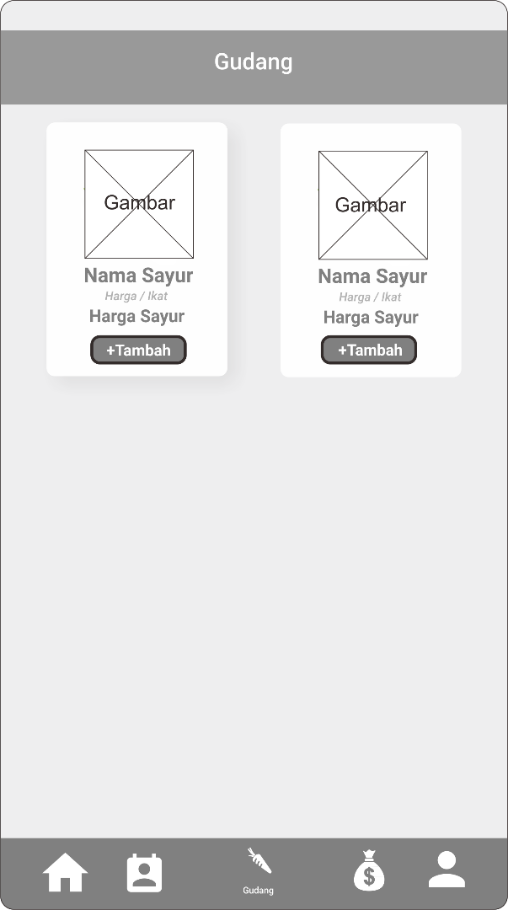 Gudang
Gambar
Nama Sayur
Harga / Ikat
Harga Sayur
+Tambah
Gambar
Nama Sayur
Harga / Ikat
Harga Sayur
+Tambah
$
Gudang